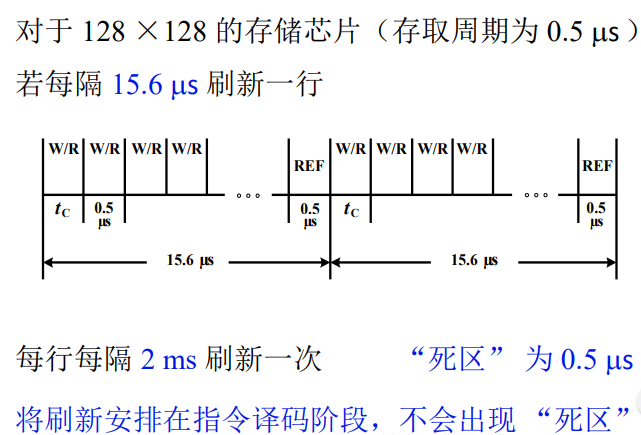 对于 128 ×128 的存储芯片（存取周期为 0.5 μs）
若每隔 15.6 μs 刷新一行
W/R W/R W/R W/R REF W/R W/R W/R W/R REF
tC 0.5 μs 0.5 μs tC 0.5 μs
15.6 μs 15.6 μs
每行每隔 2 ms 刷新一次 “死区” 为 0.5 μs
将刷新安排在指令译码阶段，不会出现 “死区”